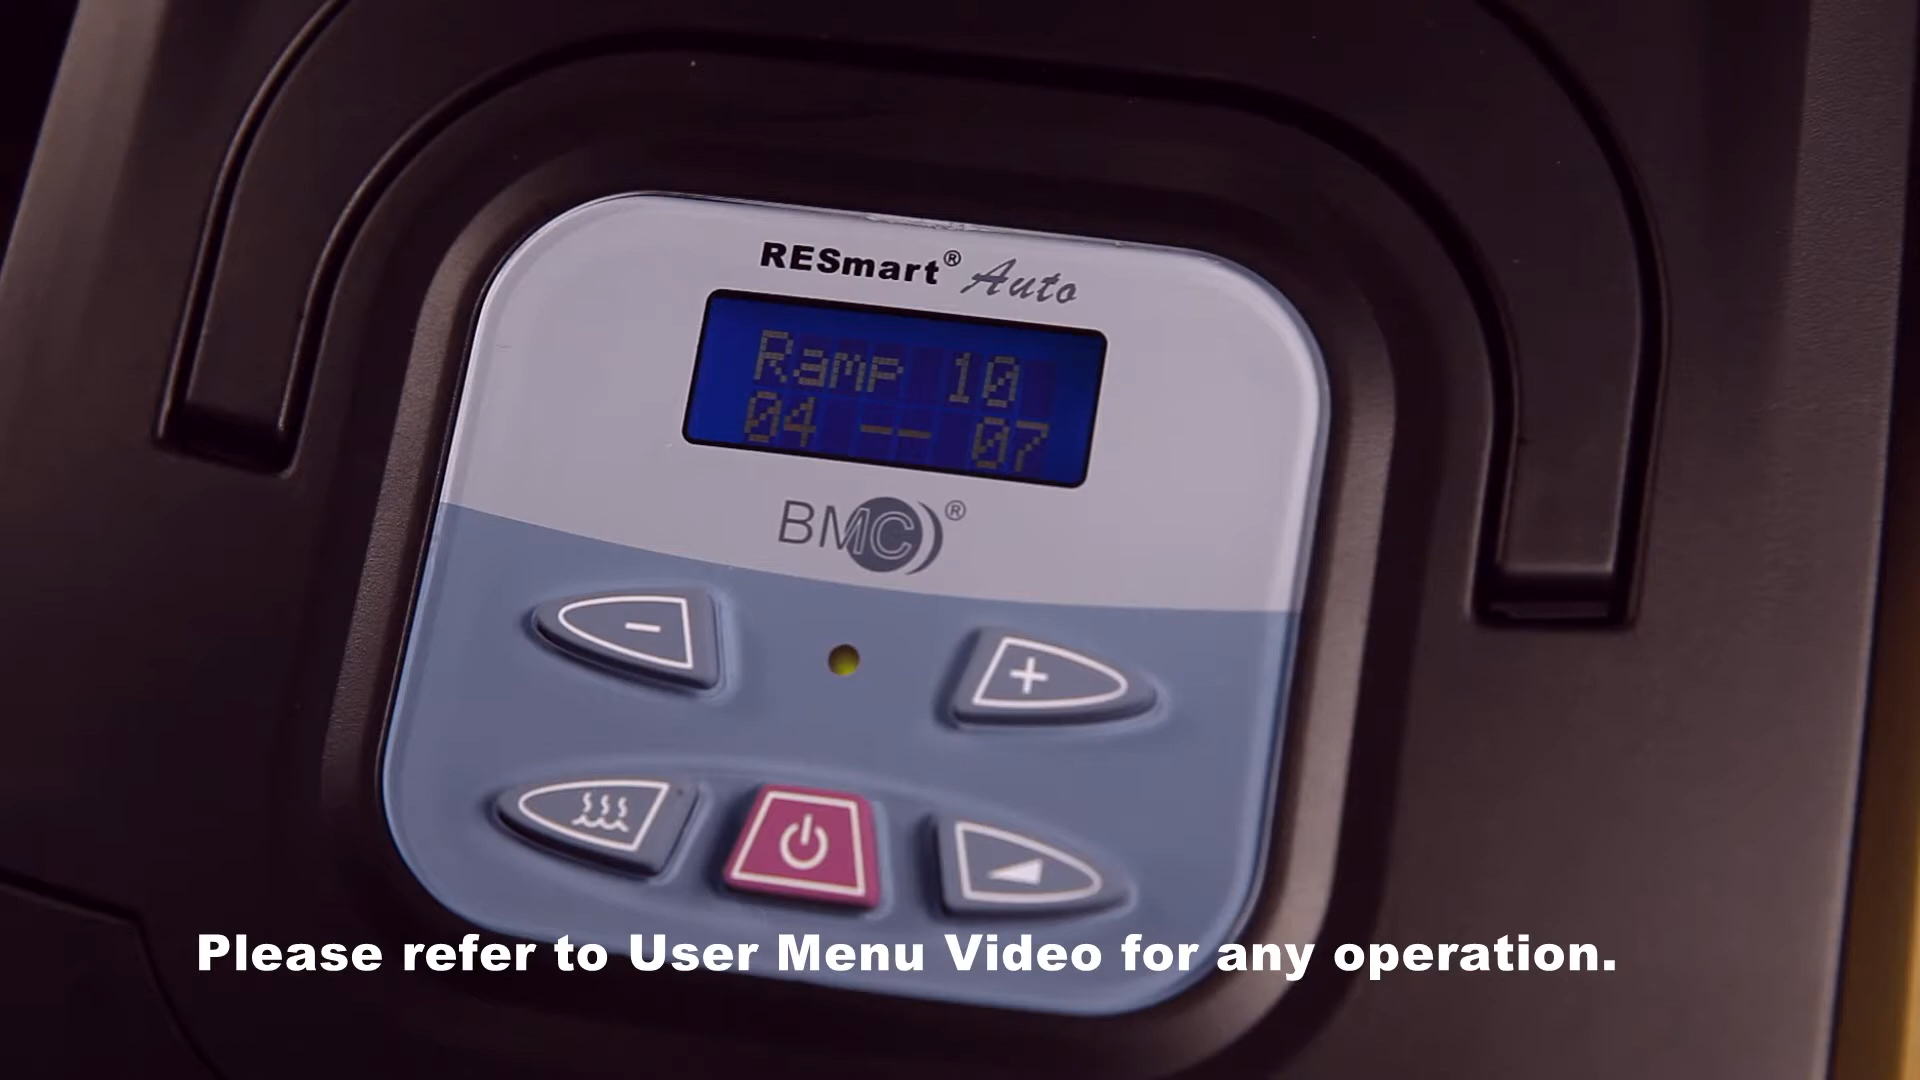 RESmart® Auto
Ramp 10
04 -- 07
BMC®
-
+
Please refer to User Menu Video for any operation.